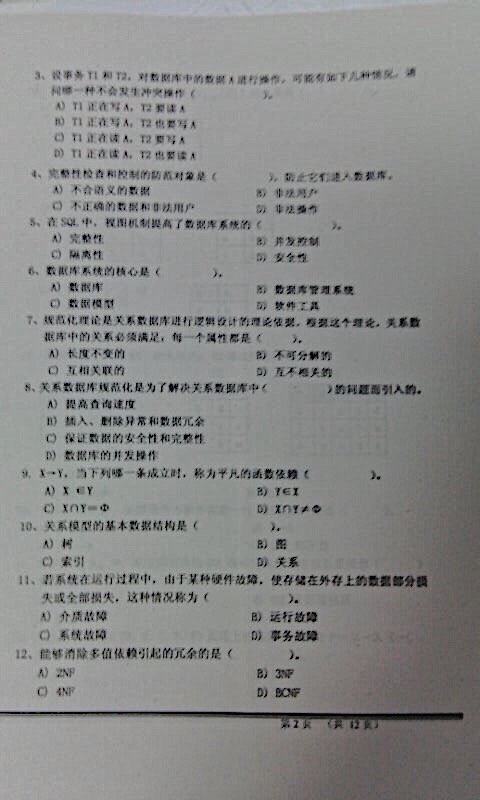 3、设事务 T1 和 T2，对数据库中的数据 A 进行操作，可能有如下几种情况，请
问哪一种不会发生冲突操作（ ）。
A) T1 正在写 A，T2 要读 A
B) T1 正在写 A，T2 也要写 A
C) T1 正在读 A，T2 要写 A
D) T1 正在读 A，T2 也要读 A
4、完整性检查和控制的防范对象是（ ），防止它们进入数据库。
A) 不合语义的数据 B) 非法用户
C) 不正确的数据和非法用户 D) 非法操作
5、在 SQL 中，视图机制提高了数据库系统的（ ）。
A) 完整性 B) 并发控制
C) 隔离性 D) 安全性
6、数据库系统的核心是（ ）。
A) 数据库 B) 数据库管理系统
C) 数据模型 D) 软件工具
7、规范化理论是关系数据库进行逻辑设计的理论依据，根据这个理论，关系数
据库中的关系必须满足：每一个属性都是（ ）。
A) 长度不变的 B) 不可分解的
C) 互相关联的 D) 互不相关的
8、关系数据库规范化是为了解决关系数据库中（ ）的问题而引入的。
A) 提高查询速度
B) 插入、删除异常和数据冗余
C) 保证数据的安全性和完整性
D) 数据库的并发操作
9、X→Y，当下列哪一条成立时，称为平凡的函数依赖（ ）。
A) X∈Y B) Y∈X
C) X∩Y=Φ D) X∩Y≠Φ
10、关系模型的基本数据结构是（ ）。
A) 树 B) 图
C) 索引 D) 关系
11、若系统在运行过程中，由于某种硬件故障，使存储在外存上的数据部分损
失或全部损失，这种情况称为（ ）。
A) 介质故障 B) 运行故障
C) 系统故障 D) 事务故障
12、能够消除多值依赖引起的冗余的是（ ）。
A) 2NF B) 3NF
C) 4NF D) BCNF
第 2 页 （共 12 页）